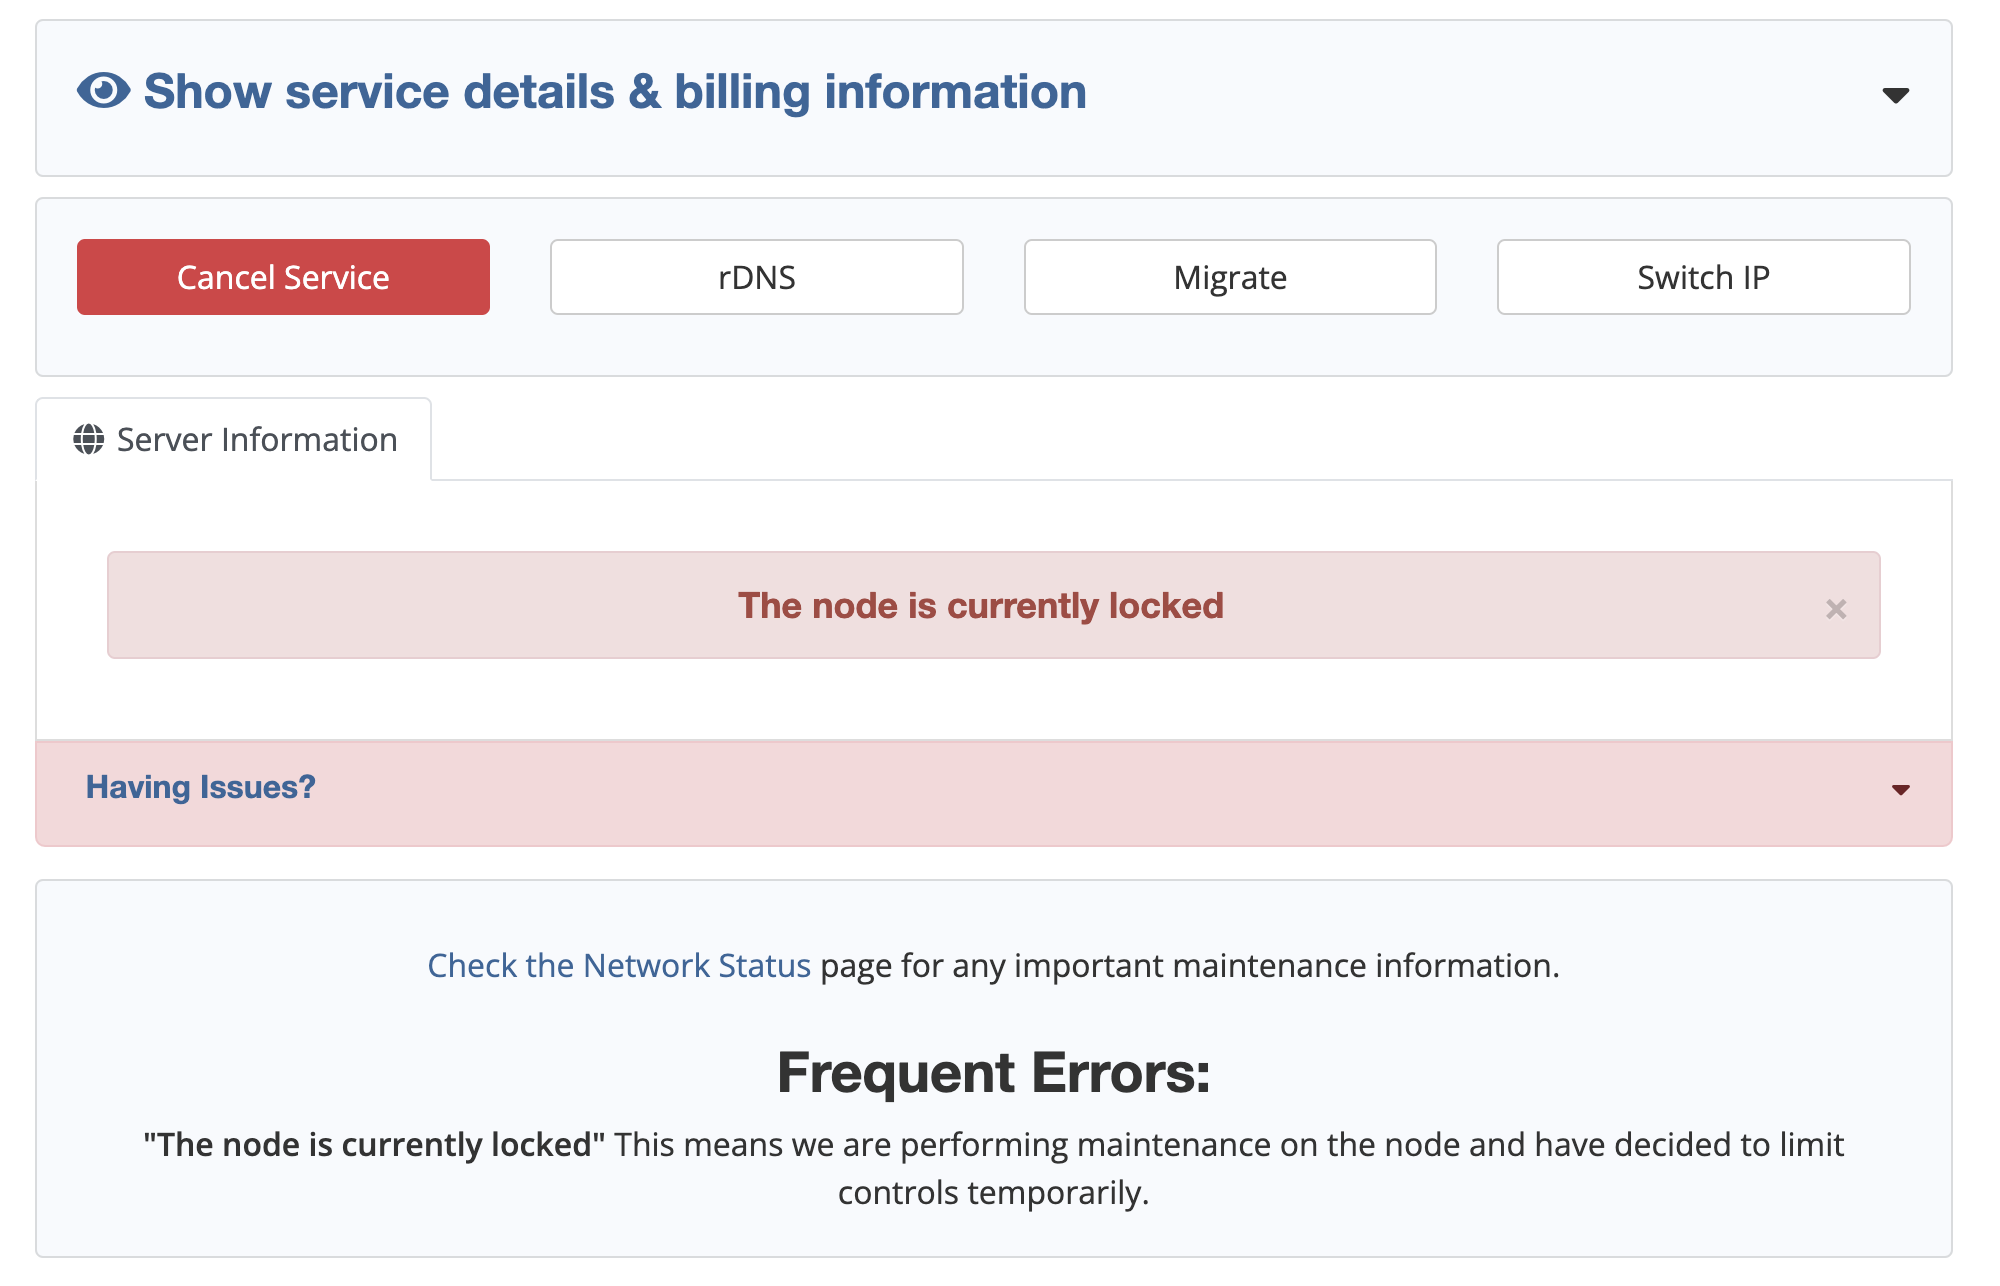 Show service details & billing information
Cancel Service
rDNS
Migrate
Switch IP
Server Information
The node is currently locked
×
Having Issues?
Check the Network Status page for any important maintenance information.
Frequent Errors:
"The node is currently locked" This means we are performing maintenance on the node and have decided to limit
controls temporarily.